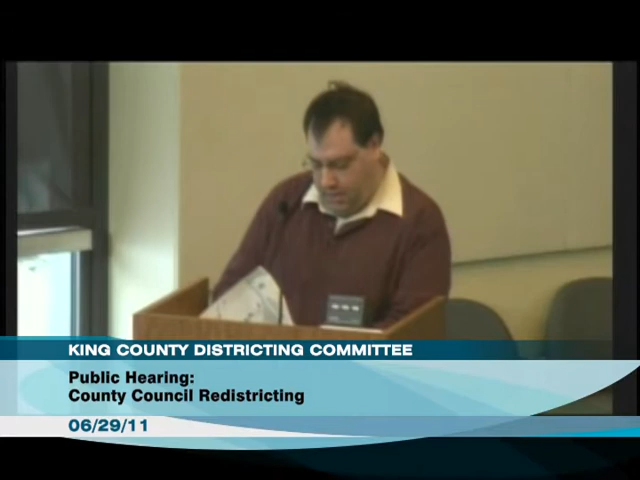 KING COUNTY DISTRICTING COMMITTEE
Public Hearing:
County Council Redistricting
06/29/11